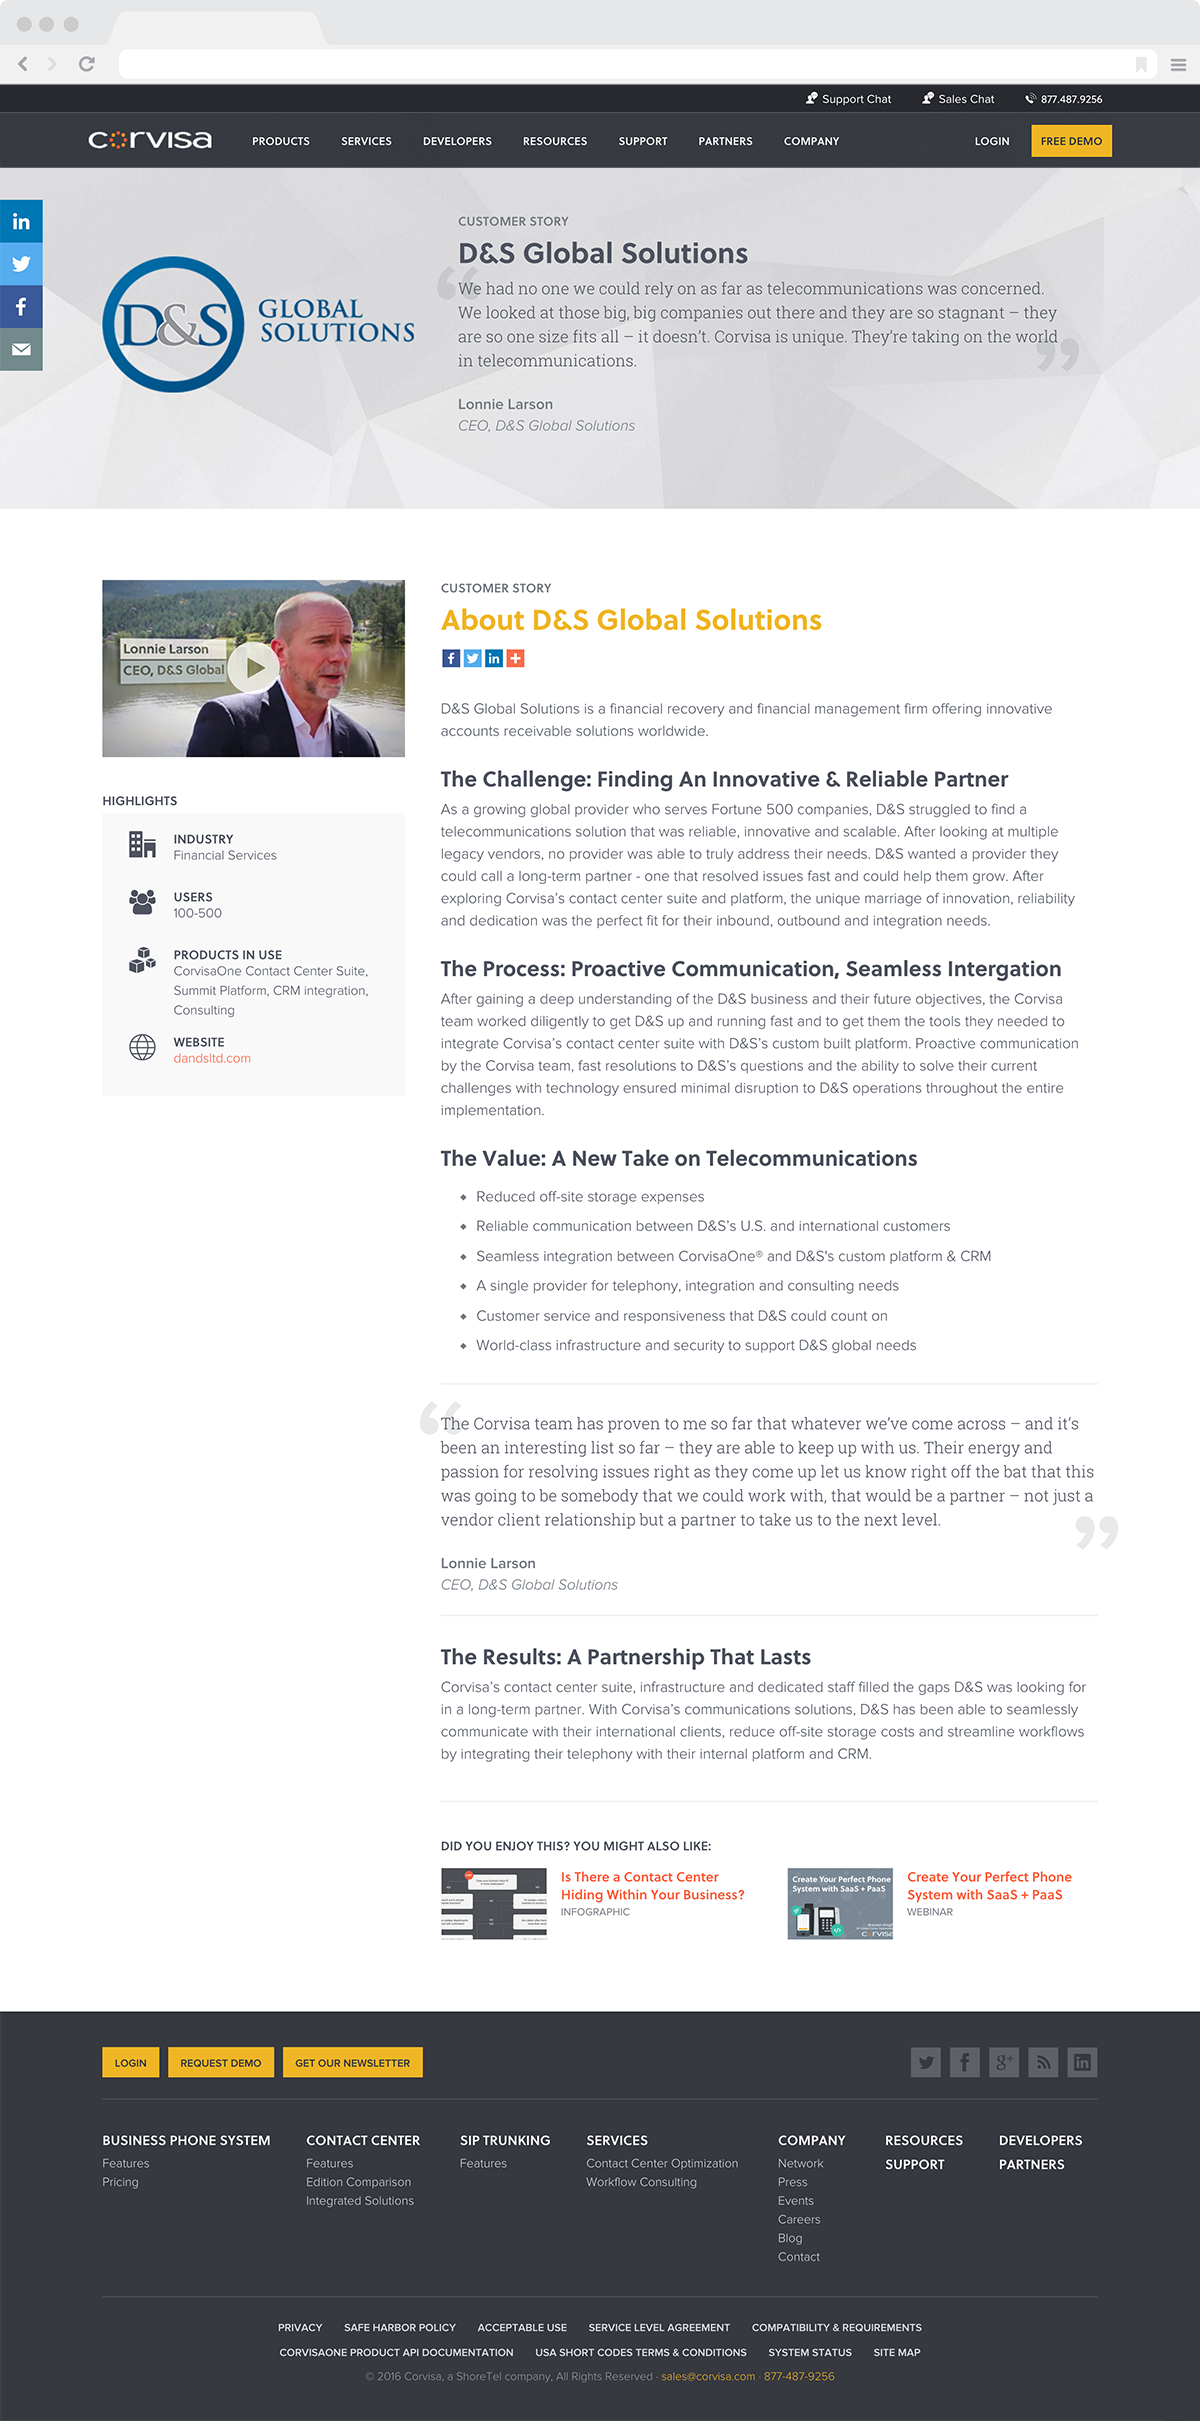 Support Chat
Sales Chat
877.487.9256
corvisa
PRODUCTS
SERVICES
DEVELOPERS
RESOURCES
SUPPORT
PARTNERS
COMPANY
LOGIN
FREE DEMO
D&S GLOBAL
SOLUTIONS
CUSTOMER STORY
D&S Global Solutions
“We had no one we could rely on as far as telecommunications was concerned.
We looked at those big, big companies out there and they are so stagnant – they
are so one size fits all – it doesn’t. Corvisa is unique. They’re taking on the world
in telecommunications.”
Lonnie Larson
CEO, D&S Global Solutions
Lonnie Larson
CEO, D&S Global
HIGHLIGHTS
INDUSTRY
Financial Services
USERS
100-500
PRODUCTS IN USE
CorvisaOne Contact Center Suite,
Summit Platform, CRM integration,
Consulting
WEBSITE
dandsltd.com
CUSTOMER STORY
About D&S Global Solutions
D&S Global Solutions is a financial recovery and financial management firm offering innovative
accounts receivable solutions worldwide.
The Challenge: Finding An Innovative & Reliable Partner
As a growing global provider who serves Fortune 500 companies, D&S struggled to find a
telecommunications solution that was reliable, innovative and scalable. After looking at multiple
legacy vendors, no provider was able to truly address their needs. D&S wanted a provider they
could call a long-term partner - one that resolved issues fast and could help them grow. After
exploring Corvisa’s contact center suite and platform, the unique marriage of innovation, reliability
and dedication was the perfect fit for their inbound, outbound and integration needs.
The Process: Proactive Communication, Seamless Intergation
After gaining a deep understanding of the D&S business and their future objectives, the Corvisa
team worked diligently to get D&S up and running fast and to get them the tools they needed to
integrate Corvisa’s contact center suite with D&S’s custom built platform. Proactive communication
by the Corvisa team, fast resolutions to D&S’s questions and the ability to solve their current
challenges with technology ensured minimal disruption to D&S operations throughout the entire
implementation.
The Value: A New Take on Telecommunications
Reduced off-site storage expenses
Reliable communication between D&S’s U.S. and international customers
Seamless integration between CorvisaOne® and D&S's custom platform & CRM
A single provider for telephony, integration and consulting needs
Customer service and responsiveness that D&S could count on
World-class infrastructure and security to support D&S global needs
“The Corvisa team has proven to me so far that whatever we’ve come across – and it’s
been an interesting list so far – they are able to keep up with us. Their energy and
passion for resolving issues right as they come up let us know right off the bat that this
was going to be somebody that we could work with, that would be a partner – not just a
vendor client relationship but a partner to take us to the next level.”
Lonnie Larson
CEO, D&S Global Solutions
The Results: A Partnership That Lasts
Corvisa’s contact center suite, infrastructure and dedicated staff filled the gaps D&S was looking for
in a long-term partner. With Corvisa’s communications solutions, D&S has been able to seamlessly
communicate with their international clients, reduce off-site storage costs and streamline workflows
by integrating their telephony with their internal platform and CRM.
DID YOU ENJOY THIS? YOU MIGHT ALSO LIKE:
Is There a Contact Center
Hiding Within Your Business?
INFOGRAPHIC
Create Your Perfect Phone
System with SaaS + PaaS
corvisa
Create Your Perfect Phone
System with SaaS + PaaS
WEBINAR
LOGIN
REQUEST DEMO
GET OUR NEWSLETTER
BUSINESS PHONE SYSTEM
Features
Pricing
CONTACT CENTER
Features
Edition Comparison
Integrated Solutions
SIP TRUNKING
Features
SERVICES
Contact Center Optimization
Workflow Consulting
COMPANY
Network
Press
Events
Careers
Blog
Contact
RESOURCES
SUPPORT
DEVELOPERS
PARTNERS
PRIVACY
SAFE HARBOR POLICY
ACCEPTABLE USE
SERVICE LEVEL AGREEMENT
COMPATIBILITY & REQUIREMENTS
CORVISAONE PRODUCT API DOCUMENTATION
USA SHORT CODES TERMS & CONDITIONS
SYSTEM STATUS
SITE MAP
© 2016 Corvisa, a ShoreTel company, All Rights Reserved · sales@corvisa.com · 877-487-9256